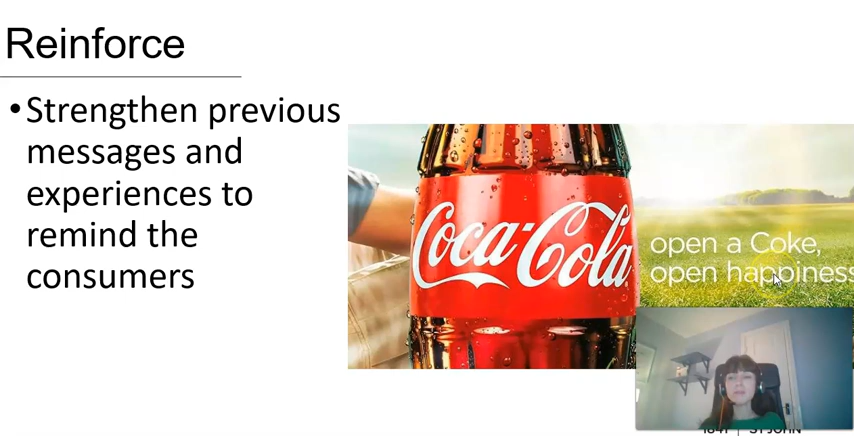 Reinforce
•Strengthen previous
messages and
experiences to
remind the
consumers
Coca-Cola
open a Coke,
open happiness